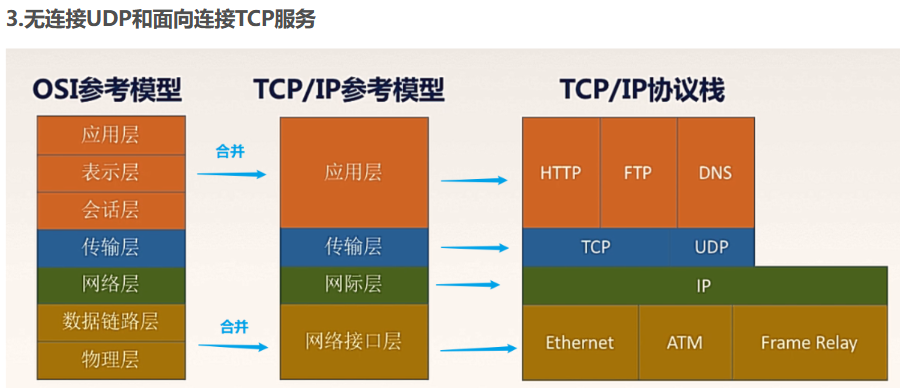 3.无连接UDP和面向连接TCP服务
OSI参考模型
应用层
表示层
会话层
传输层
网络层
数据链路层
物理层
合并
合并
TCP/IP参考模型
应用层
传输层
网际层
网络接口层
TCP/IP协议栈
HTTP FTP DNS
TCP UDP
IP
Ethernet ATM Frame Relay